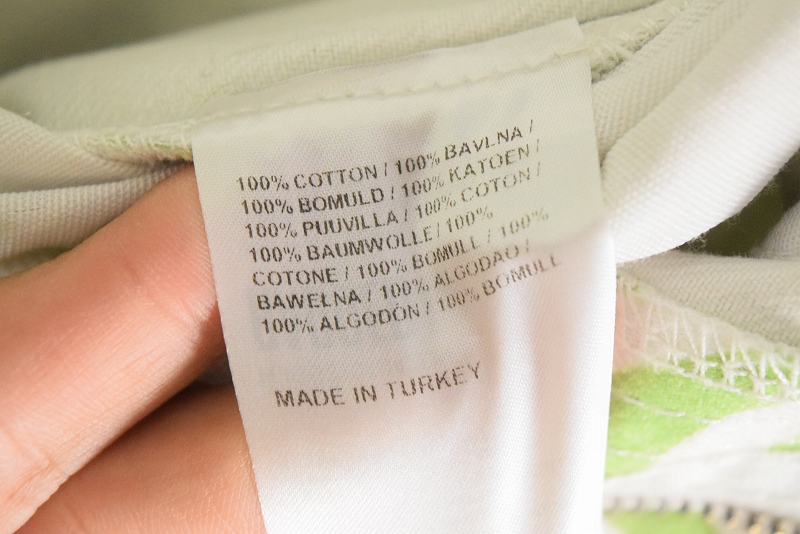 100% COTTON / 100% BAVLNA /
100% BOMULD / 100% KATOEN /
100% PUUVILLA / 100% COTON /
100% BAUMWOLLE / 100%
COTONE / 100% BOMULL / 100%
BAWEŁNA / 100% ALGODAO /
100% ALGODÓN / 100% BOMULL
MADE IN TURKEY